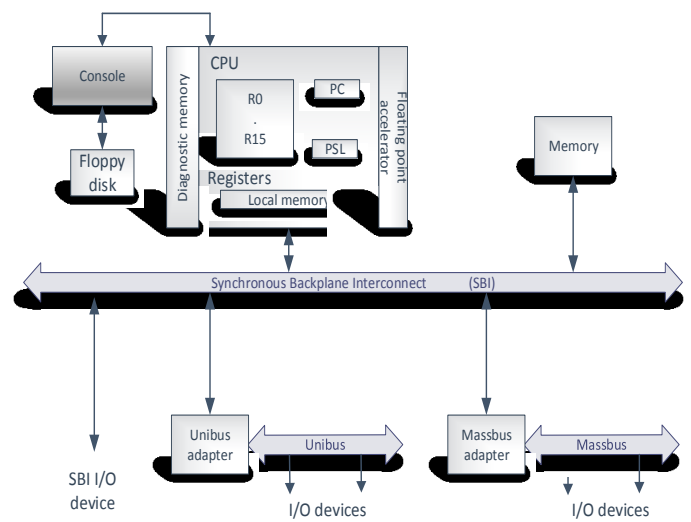 Console
Floppy
disk
Diagnostic memory
CPU
R0
.
R15
PC
PSL
Registers
Local memory
Floating point
accelerator
Memory
Synchronous Backplane Interconnect (SBI)
SBI I/O
device
Unibus
adapter
Unibus
I/O devices
Massbus
adapter
Massbus
I/O devices